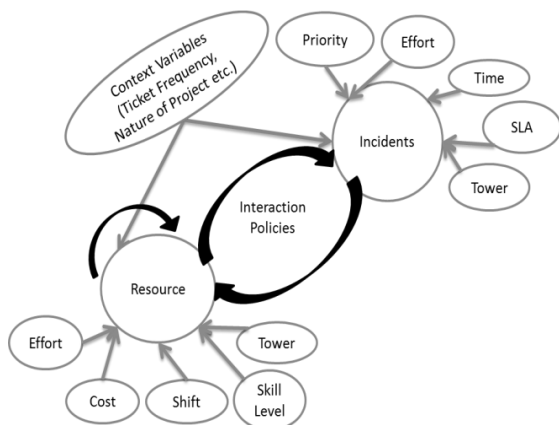 Context Variables
(Ticket Frequency,
Nature of Project etc.)
Priority
Effort
Time
SLA
Tower
Incidents
Interaction
Policies
Resource
Effort
Cost
Shift
Skill
Level
Tower